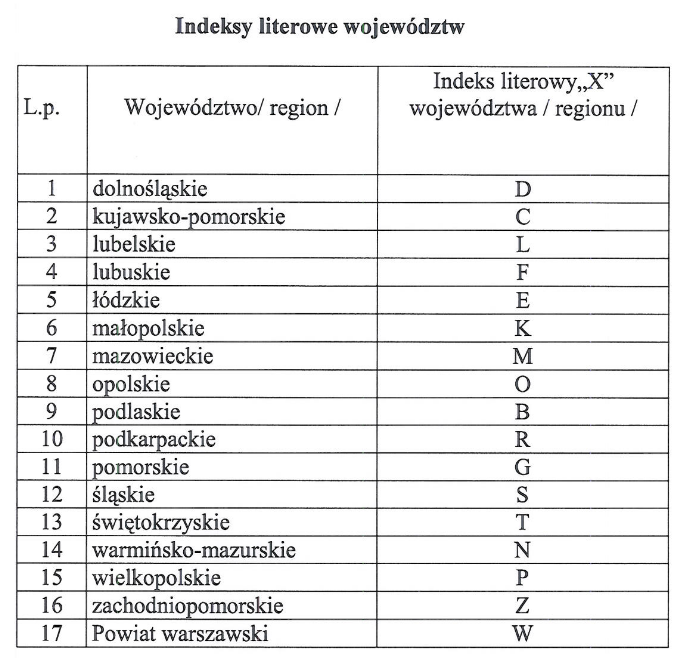 Indeksy literowe województw
L.p. Województwo/ region / Indeks literowy„X”
województwa / regionu /
1 dolnośląskie D
2 kujawsko-pomorskie C
3 lubelskie L
4 lubuskie F
5 łódzkie E
6 małopolskie K
7 mazowieckie M
8 opolskie O
9 podlaskie B
10 podkarpackie R
11 pomorskie G
12 śląskie S
13 świętokrzyskie T
14 warmińsko-mazurskie N
15 wielkopolskie P
16 zachodniopomorskie Z
17 Powiat warszawski W